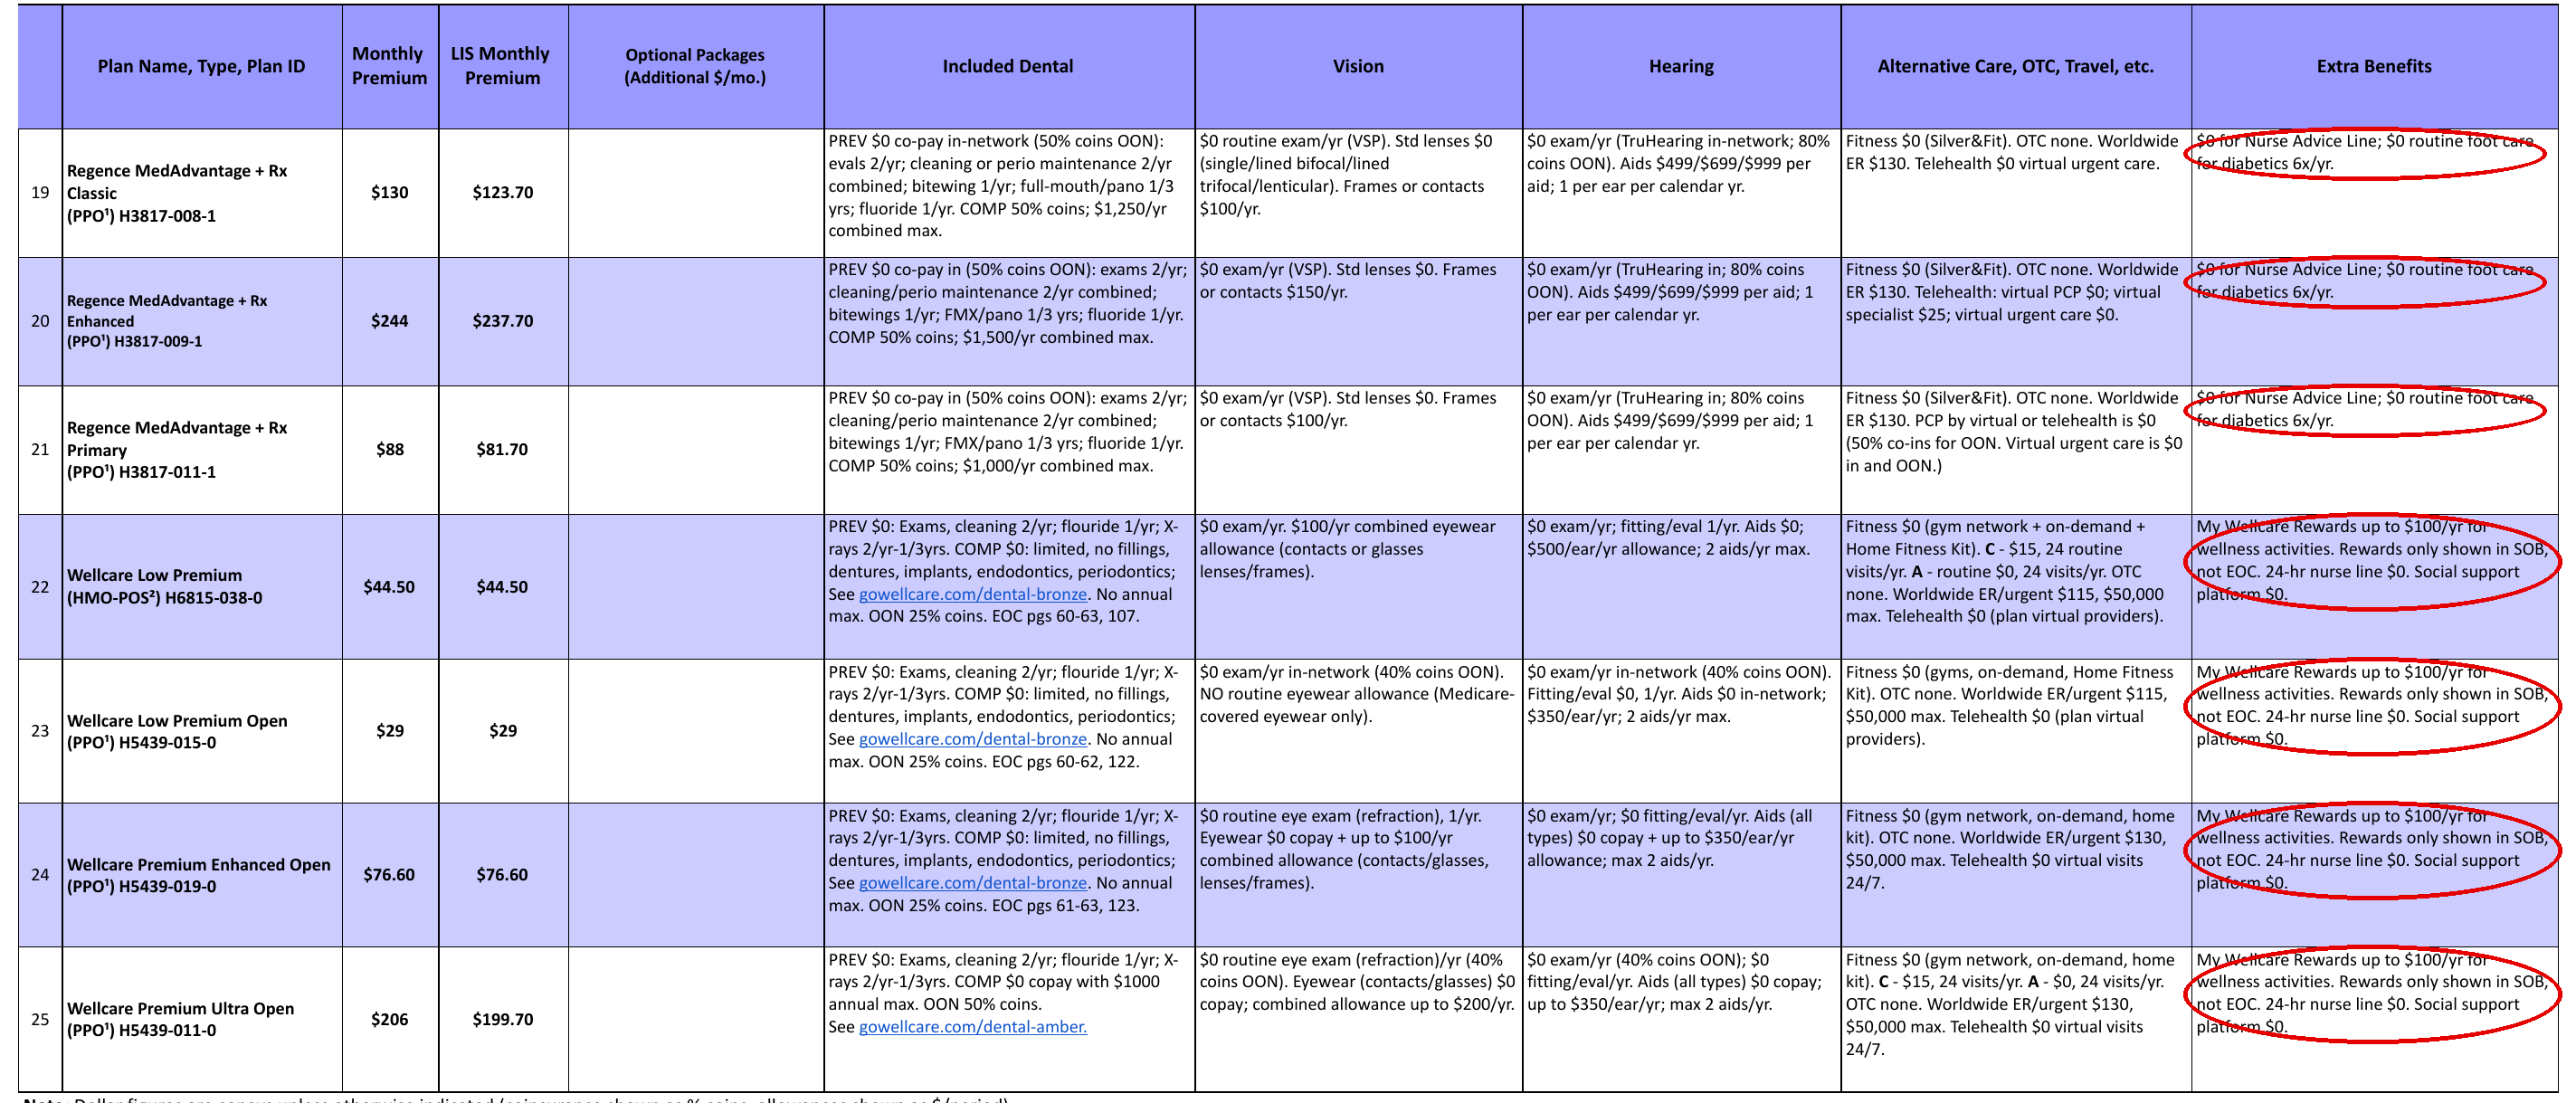 Plan Name, Type, Plan ID
Monthly
Premium
LIS Monthly
Premium
Optional Packages
(Additional $/mo.)
Included Dental
Vision
Hearing
Alternative Care, OTC, Travel, etc.
Extra Benefits
19
Regence MedAdvantage + Rx
Classic
(PPO¹) H3817-008-1
$130
$123.70
PREV $0 co-pay in-network (50% coins OON):
evals 2/yr; cleaning or perio maintenance 2/yr
combined; bitewing 1/yr; full-mouth/pano 1/3
yrs; fluoride 1/yr. COMP 50% coins; $1,250/yr
combined max.
$0 routine exam/yr (VSP). Std lenses $0
(single/lined bifocal/lined
trifocal/lenticular). Frames or contacts
$100/yr.
$0 exam/yr (TruHearing in-network; 80%
coins OON). Aids $499/$699/$999 per
aid; 1 per ear per calendar yr.
Fitness $0 (Silver&Fit). OTC none. Worldwide
ER $130. Telehealth $0 virtual urgent care.
$0 for Nurse Advice Line; $0 routine foot care
for diabetics 6x/yr.
20
Regence MedAdvantage + Rx
Enhanced
(PPO¹) H3817-009-1
$244
$237.70
PREV $0 co-pay in (50% coins OON): exams 2/yr;
cleaning/perio maintenance 2/yr combined;
bitewings 1/yr; FMX/pano 1/3 yrs; fluoride 1/yr.
COMP 50% coins; $1,500/yr combined max.
$0 exam/yr (VSP). Std lenses $0. Frames
or contacts $150/yr.
$0 exam/yr (TruHearing in; 80% coins
OON). Aids $499/$699/$999 per aid; 1
per ear per calendar yr.
Fitness $0 (Silver&Fit). OTC none. Worldwide
ER $130. Telehealth: virtual PCP $0; virtual
specialist $25; virtual urgent care $0.
$0 for Nurse Advice Line; $0 routine foot care
for diabetics 6x/yr.
21
Regence MedAdvantage + Rx
Primary
(PPO¹) H3817-011-1
$88
$81.70
PREV $0 co-pay in (50% coins OON): exams 2/yr;
cleaning/perio maintenance 2/yr combined;
bitewings 1/yr; FMX/pano 1/3 yrs; fluoride 1/yr.
COMP 50% coins; $1,000/yr combined max.
$0 exam/yr (VSP). Std lenses $0. Frames
or contacts $100/yr.
$0 exam/yr (TruHearing in; 80% coins
OON). Aids $499/$699/$999 per aid; 1
per ear per calendar yr.
Fitness $0 (Silver&Fit). OTC none. Worldwide
ER $130. PCP by virtual or telehealth is $0
(50% co-ins for OON. Virtual urgent care is $0
in and OON.)
$0 for Nurse Advice Line; $0 routine foot care
for diabetics 6x/yr.
22
Wellcare Low Premium
(HMO-POS²) H6815-038-0
$44.50
$44.50
PREV $0: Exams, cleaning 2/yr; flouride 1/yr; X-
rays 2/yr-1/3yrs. COMP $0: limited, no fillings,
dentures, implants, endodontics, periodontics;
See gowellcare.com/dental-bronze. No annual
max. OON 25% coins. EOC pgs 60-63, 107.
$0 exam/yr. $100/yr combined eyewear
allowance (contacts or glasses
lenses/frames).
$0 exam/yr; fitting/eval 1/yr. Aids $0;
$500/ear/yr allowance; 2 aids/yr max.
Fitness $0 (gym network + on-demand +
Home Fitness Kit). C - $15, 24 routine
visits/yr. A - routine $0, 24 visits/yr. OTC
none. Worldwide ER/urgent $115, $50,000
max. Telehealth $0 (plan virtual providers).
My Wellcare Rewards up to $100/yr for
wellness activities. Rewards only shown in SOB,
not EOC. 24-hr nurse line $0. Social support
platform $0.
23
Wellcare Low Premium Open
(PPO¹) H5439-015-0
$29
$29
PREV $0: Exams, cleaning 2/yr; flouride 1/yr; X-
rays 2/yr-1/3yrs. COMP $0: limited, no fillings,
dentures, implants, endodontics, periodontics;
See gowellcare.com/dental-bronze. No annual
max. OON 25% coins. EOC pgs 60-62, 122.
$0 exam/yr in-network (40% coins OON).
NO routine eyewear allowance (Medicare-
covered eyewear only).
$0 exam/yr in-network (40% coins OON).
Fitting/eval $0, 1/yr. Aids $0 in-network;
$350/ear/yr; 2 aids/yr max.
Fitness $0 (gyms, on-demand, Home Fitness
Kit). OTC none. Worldwide ER/urgent $115,
$50,000 max. Telehealth $0 (plan virtual
providers).
My Wellcare Rewards up to $100/yr for
wellness activities. Rewards only shown in SOB,
not EOC. 24-hr nurse line $0. Social support
platform $0.
24
Wellcare Premium Enhanced Open
(PPO¹) H5439-019-0
$76.60
$76.60
PREV $0: Exams, cleaning 2/yr; flouride 1/yr; X-
rays 2/yr-1/3yrs. COMP $0: limited, no fillings,
dentures, implants, endodontics, periodontics;
See gowellcare.com/dental-bronze. No annual
max. OON 25% coins. EOC pgs 61-63, 123.
$0 routine eye exam (refraction), 1/yr.
Eyewear $0 copay + up to $100/yr
combined allowance (contacts/glasses,
lenses/frames).
$0 exam/yr; $0 fitting/eval/yr. Aids (all
types) $0 copay + up to $350/ear/yr
allowance; max 2 aids/yr.
Fitness $0 (gym network, on-demand, home
kit). OTC none. Worldwide ER/urgent $130,
$50,000 max. Telehealth $0 virtual visits
24/7.
My Wellcare Rewards up to $100/yr for
wellness activities. Rewards only shown in SOB,
not EOC. 24-hr nurse line $0. Social support
platform $0.
25
Wellcare Premium Ultra Open
(PPO¹) H5439-011-0
$206
$199.70
PREV $0: Exams, cleaning 2/yr; flouride 1/yr; X-
rays 2/yr-1/3yrs. COMP $0 copay with $1000
annual max. OON 50% coins.
See gowellcare.com/dental-amber.
$0 routine eye exam (refraction)/yr (40%
coins OON). Eyewear (contacts/glasses) $0
copay; combined allowance up to $200/yr.
$0 exam/yr (40% coins OON); $0
fitting/eval/yr. Aids (all types) $0 copay;
up to $350/ear/yr; max 2 aids/yr.
Fitness $0 (gym network, on-demand, home
kit). C - $15, 24 visits/yr. A - $0, 24 visits/yr.
OTC none. Worldwide ER/urgent $130,
$50,000 max. Telehealth $0 virtual visits
24/7.
My Wellcare Rewards up to $100/yr for
wellness activities. Rewards only shown in SOB,
not EOC. 24-hr nurse line $0. Social support
platform $0.